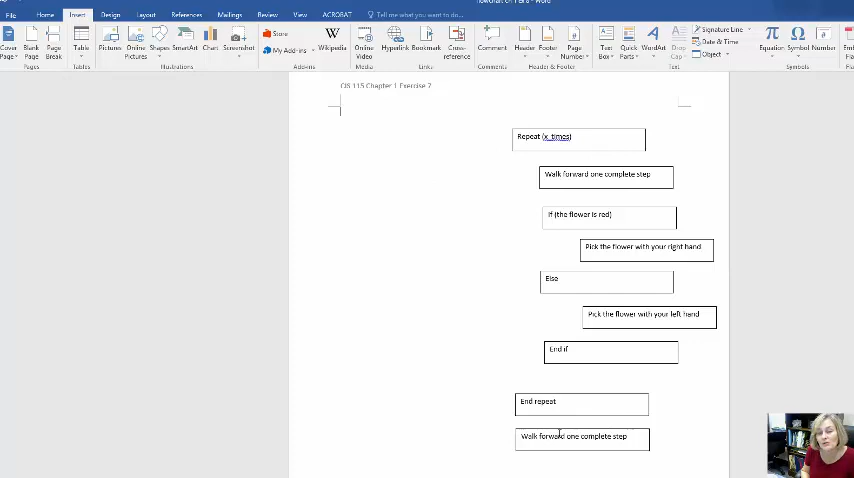 flowchart ch 1 ex 8 - Word
File Home Insert Design Layout References Mailings Review View ACROBAT Tell me what you want to do...
Cover Page Blank Page Page Break
Table
Pictures Online Pictures Shapes SmartArt Chart Screenshot
Store
My Add-ins
Wikipedia
Online Video
Hyperlink Bookmark Cross-reference
Comment
Header Footer Page Number
Text Box Quick Parts WordArt Drop Cap
Signature Line
Date & Time
Object
Equation Symbol Number
Pages Tables Illustrations Add-ins Media Links Comments Header & Footer Text Symbols
CIS 115 Chapter 1 Exercise 7
Repeat (x_times)
Walk forward one complete step
If (the flower is red)
Pick the flower with your right hand
Else
Pick the flower with your left hand
End if
End repeat
Walk forward one complete step